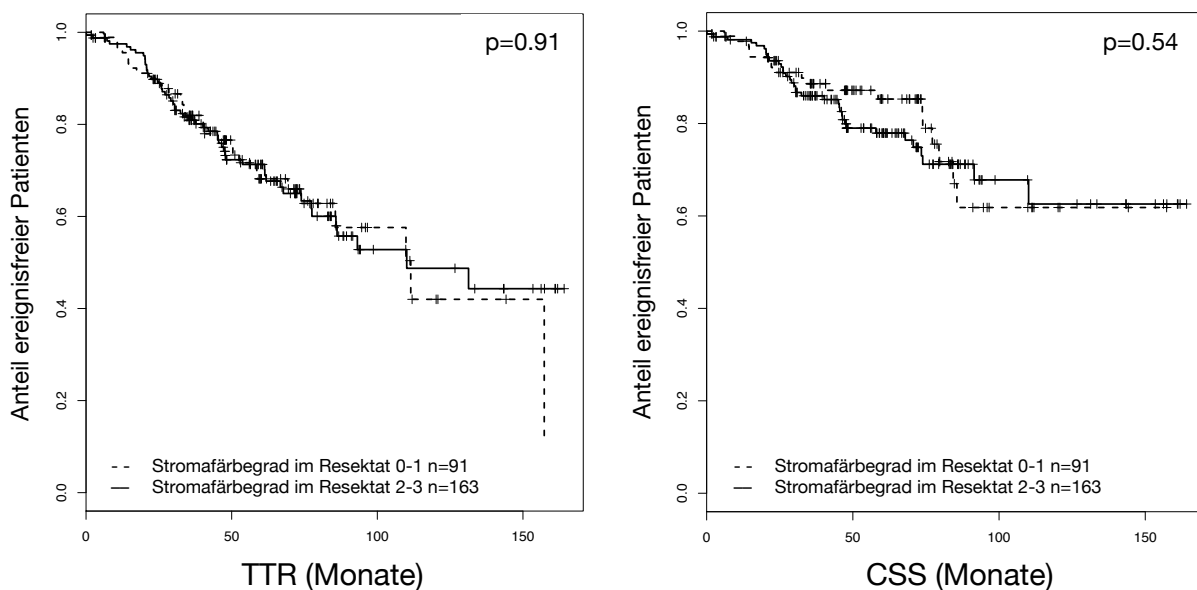 p=0.91
1.0
0.8
0.6
0.4
0.2
0.0
Anteil ereignisfreier Patienten
Stromafärbegrad im Resektat 0-1 n=91
Stromafärbegrad im Resektat 2-3 n=163
0 50 100 150
TTR (Monate)
p=0.54
1.0
0.8
0.6
0.4
0.2
0.0
Anteil ereignisfreier Patienten
Stromafärbegrad im Resektat 0-1 n=91
Stromafärbegrad im Resektat 2-3 n=163
0 50 100 150
CSS (Monate)